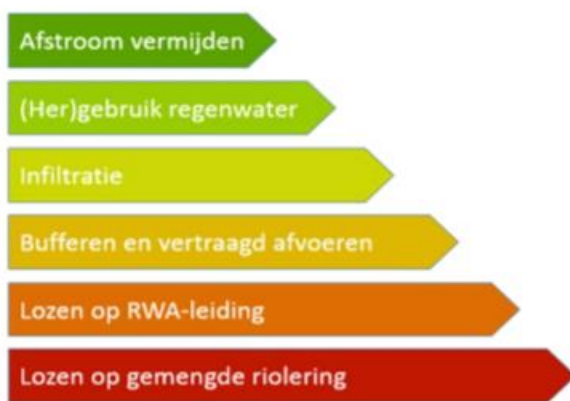 Afstroom vermijden
(Her)gebruik regenwater
Infiltratie
Bufferen en vertraagd afvoeren
Lozen op RWA-leiding
Lozen op gemengde riolering